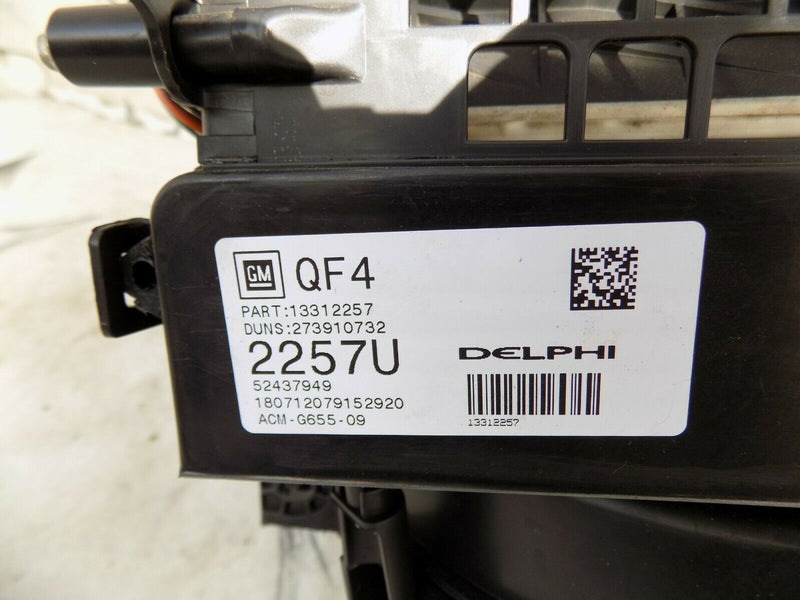 GM QF4
PART:13312257
DUNS:273910732
2257U
DELPHI
52437949
180712079152920
ACM-G655-09
13312257